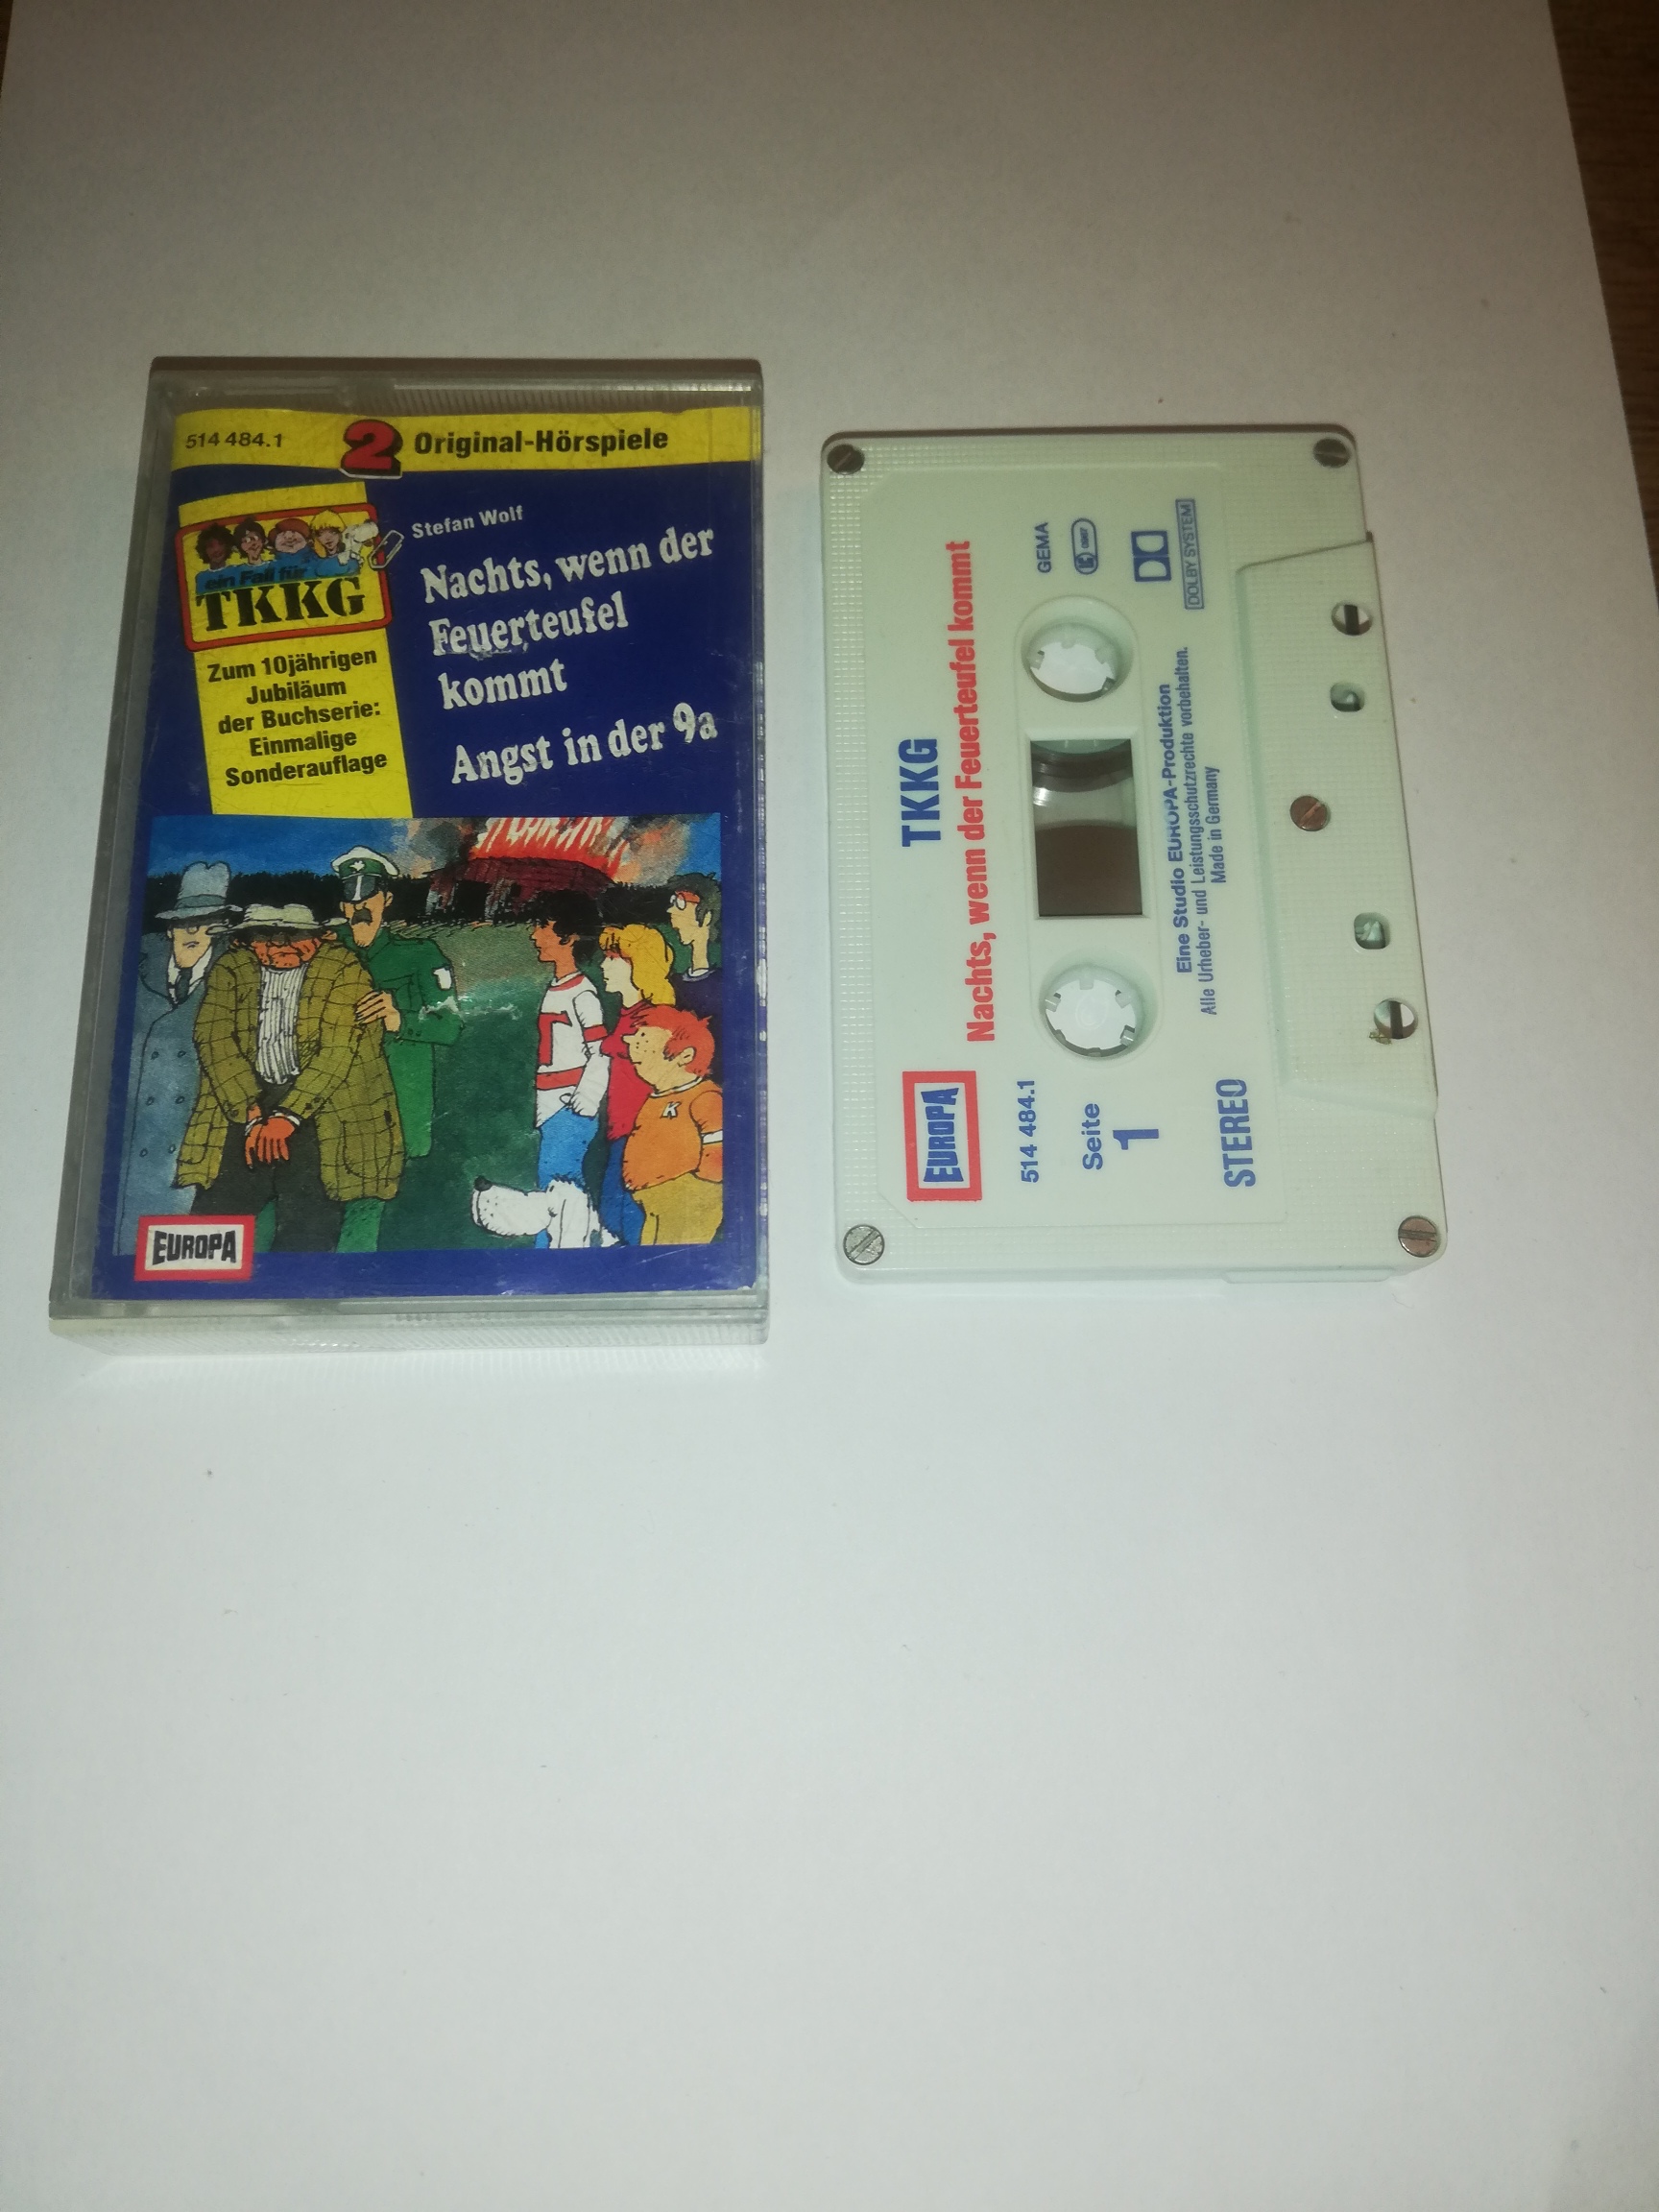 514 484.1
2 Original-Hörspiele
ein Fall für
TKKG
Zum 10jährigen
Jubiläum
der Buchserie:
Einmalige
Sonderauflage
Stefan Wolf
Nachts, wenn der
Feuerteufel
kommt
Angst in der 9a
T
K
EUROPA
TKKG
Nachts, wenn der Feuerteufel kommt
EUROPA
514 484.1
Seite
1
STEREO
GEMA
LC 0007
DOLBY SYSTEM
Eine Studio EUROPA-Produktion
Alle Urheber- und Leistungsschutzrechte vorbehalten.
Made in Germany